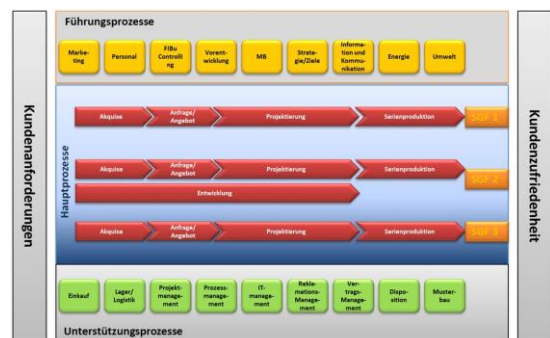 Führungsprozesse
Marke-
ting
Personal
FiBu
Controlli
ng
Vorent-
wicklung
MB
Strate-
gie/Ziele
Informa-
tion und
Kommu-
nikation
Energie
Umwelt
Kundenanforderungen
Hauptprozesse
Akquise
Anfrage/
Angebot
Projektierung
Serienproduktion
SGF 1
Akquise
Anfrage/
Angebot
Projektierung
Serienproduktion
SGF 2
Entwicklung
Akquise
Anfrage/
Angebot
Projektierung
Serienproduktion
SGF 3
Kundenzufriedenheit
Einkauf
Lager/
Logistik
Projekt-
manage-
ment
Prozess-
manage-
ment
IT-
manage-
ment
Rekla-
mations-
Manage-
ment
Ver-
trags-
Manage-
ment
Dispo-
sition
Muster-
bau
Unterstützungsprozesse